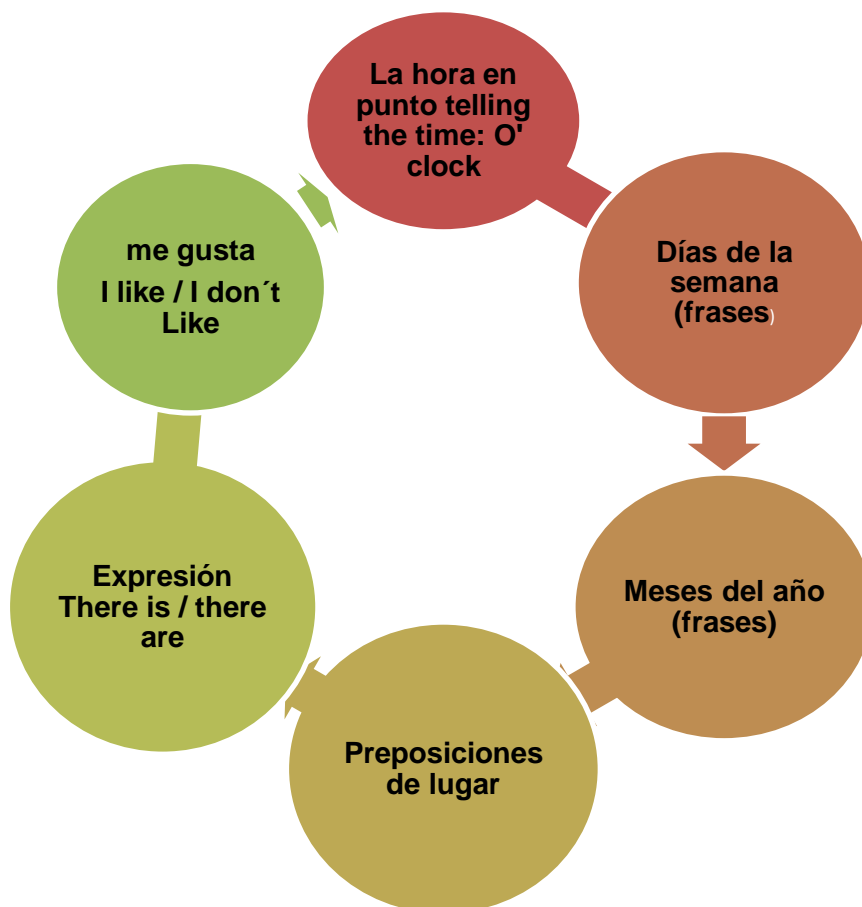 La hora en
punto telling
the time: O'
clock
Días de la
semana
(frases)
Meses del año
(frases)
Preposiciones
de lugar
Expresión
There is / there
are
me gusta
I like / I don´t
Like